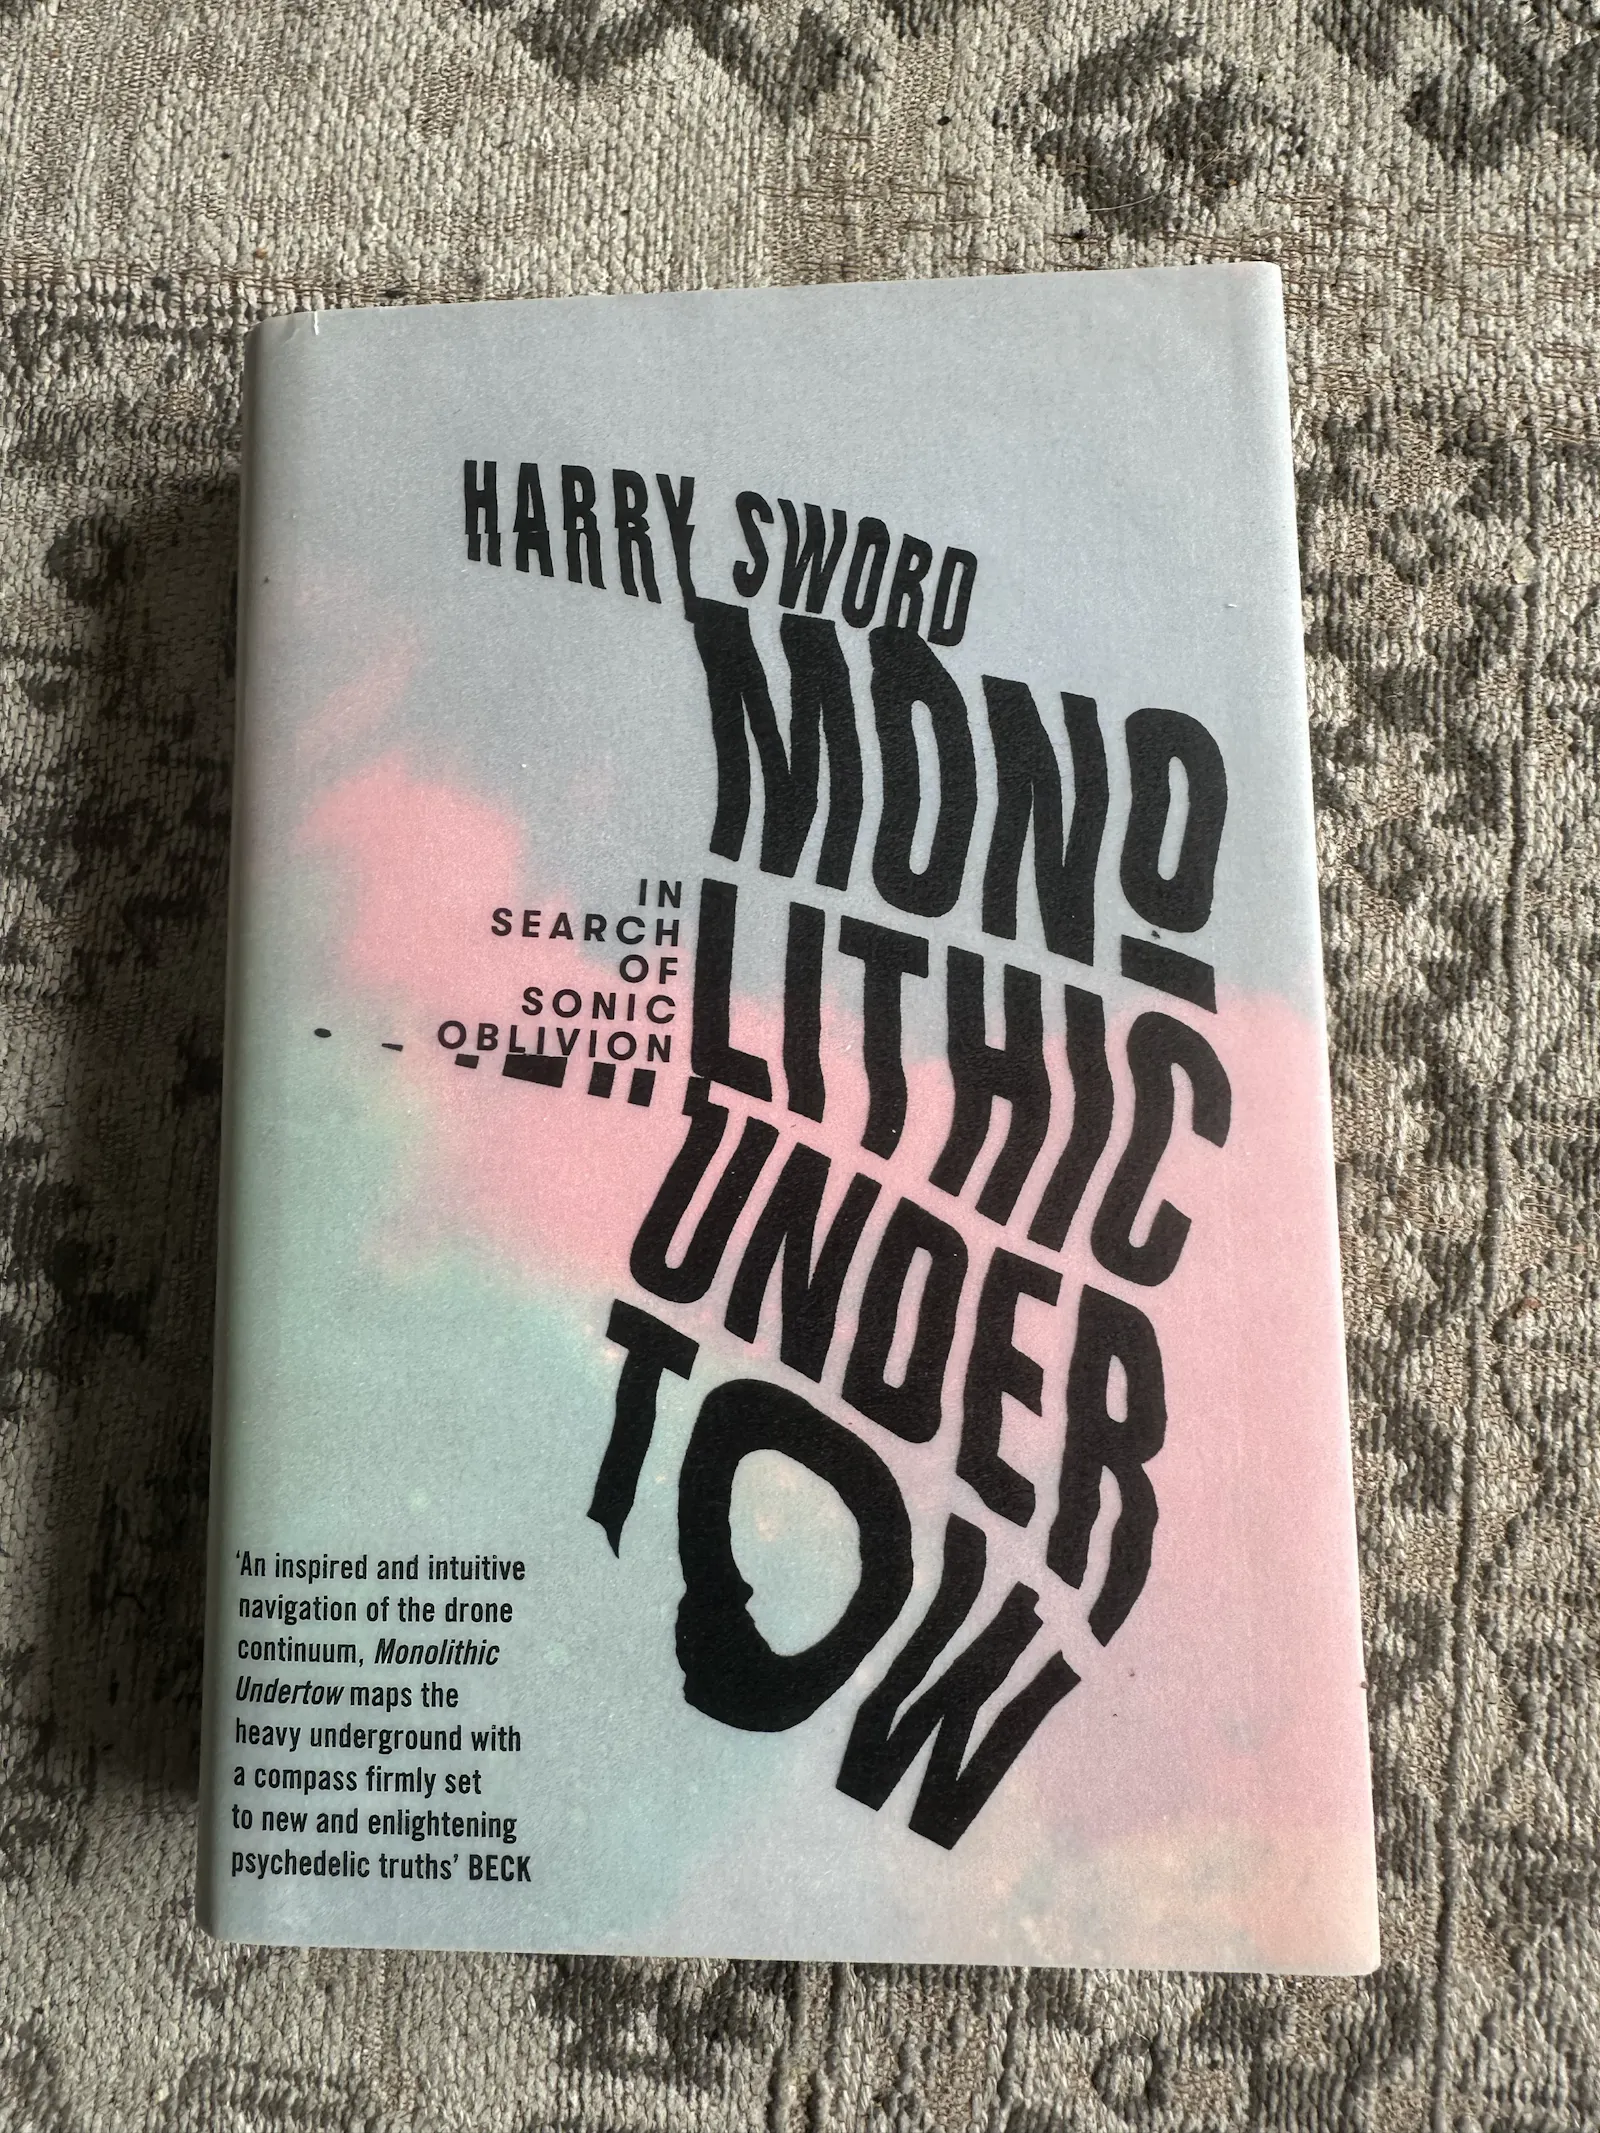 HARRY SWORD
MONO
LITHIC
UNDER
TOW
IN
SEARCH
OF
SONIC
OBLIVION
‘An inspired and intuitive
navigation of the drone
continuum, Monolithic
Undertow maps the
heavy underground with
a compass firmly set
to new and enlightening
psychedelic truths’ BECK